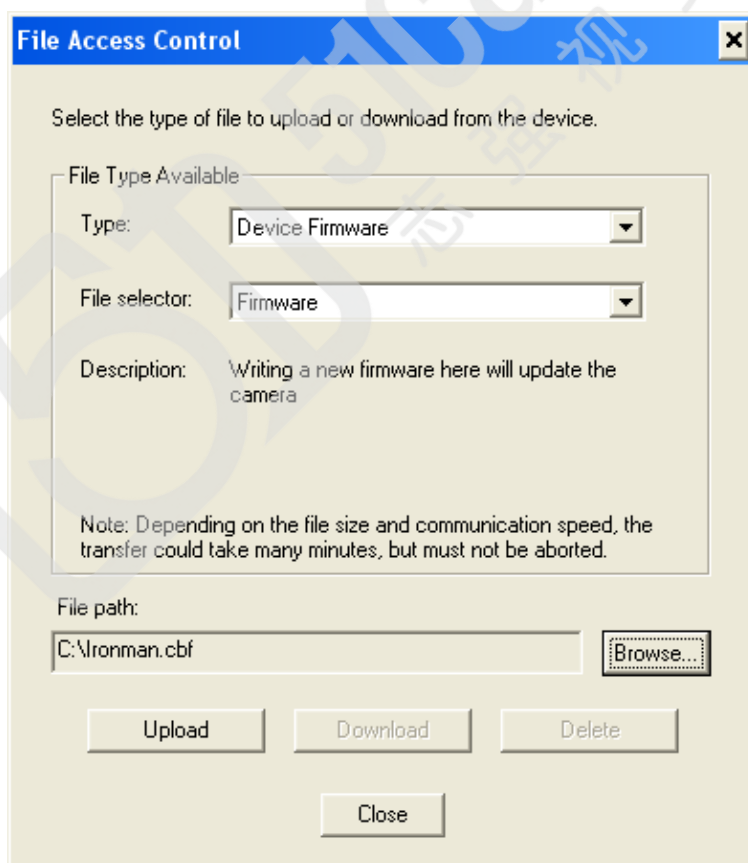 File Access Control
Select the type of file to upload or download from the device.
File Type Available
Type: Device Firmware
File selector: Firmware
Description: Writing a new firmware here will update the
camera
Note: Depending on the file size and communication speed, the
transfer could take many minutes, but must not be aborted.
File path:
C:\Ironman.cbf Browse...
Upload Download Delete
Close
志强视